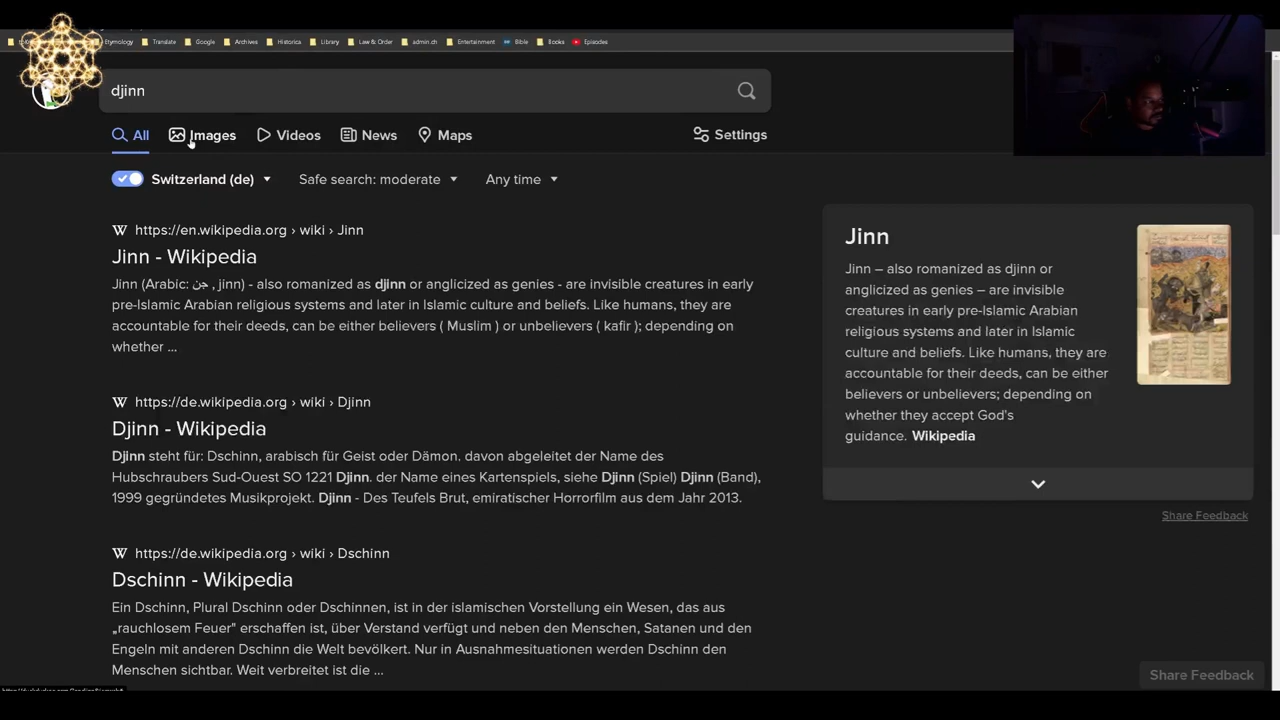 Etymology Translate Google Archives Historica Library Law & Order admin.ch Entertainment Bible Books Episodes
djinn
All Images Videos News Maps Settings
Switzerland (de) Safe search: moderate Any time
https://en.wikipedia.org › wiki › Jinn
Jinn - Wikipedia
Jinn (Arabic: جن , jinn) - also romanized as djinn or anglicized as genies - are invisible creatures in early
pre-Islamic Arabian religious systems and later in Islamic culture and beliefs. Like humans, they are
accountable for their deeds, can be either believers ( Muslim ) or unbelievers ( kafir ); depending on
whether ...
https://de.wikipedia.org › wiki › Djinn
Djinn - Wikipedia
Djinn steht für: Dschinn, arabisch für Geist oder Dämon. davon abgeleitet der Name des
Hubschraubers Sud-Ouest SO 1221 Djinn. der Name eines Kartenspiels, siehe Djinn (Spiel) Djinn (Band),
1999 gegründetes Musikprojekt. Djinn - Des Teufels Brut, emiratischer Horrorfilm aus dem Jahr 2013.
https://de.wikipedia.org › wiki › Dschinn
Dschinn - Wikipedia
Ein Dschinn, Plural Dschinn oder Dschinnen, ist in der islamischen Vorstellung ein Wesen, das aus
„rauchlosem Feuer" erschaffen ist, über Verstand verfügt und neben den Menschen, Satanen und den
Engeln mit anderen Dschinn die Welt bevölkert. Nur in Ausnahmesituationen werden Dschinn den
Menschen sichtbar. Weit verbreitet ist die ...
Jinn
Jinn – also romanized as djinn or
anglicized as genies – are invisible
creatures in early pre-Islamic Arabian
religious systems and later in Islamic
culture and beliefs. Like humans, they are
accountable for their deeds, can be either
believers or unbelievers; depending on
whether they accept God's
guidance. Wikipedia
Share Feedback
Share Feedback